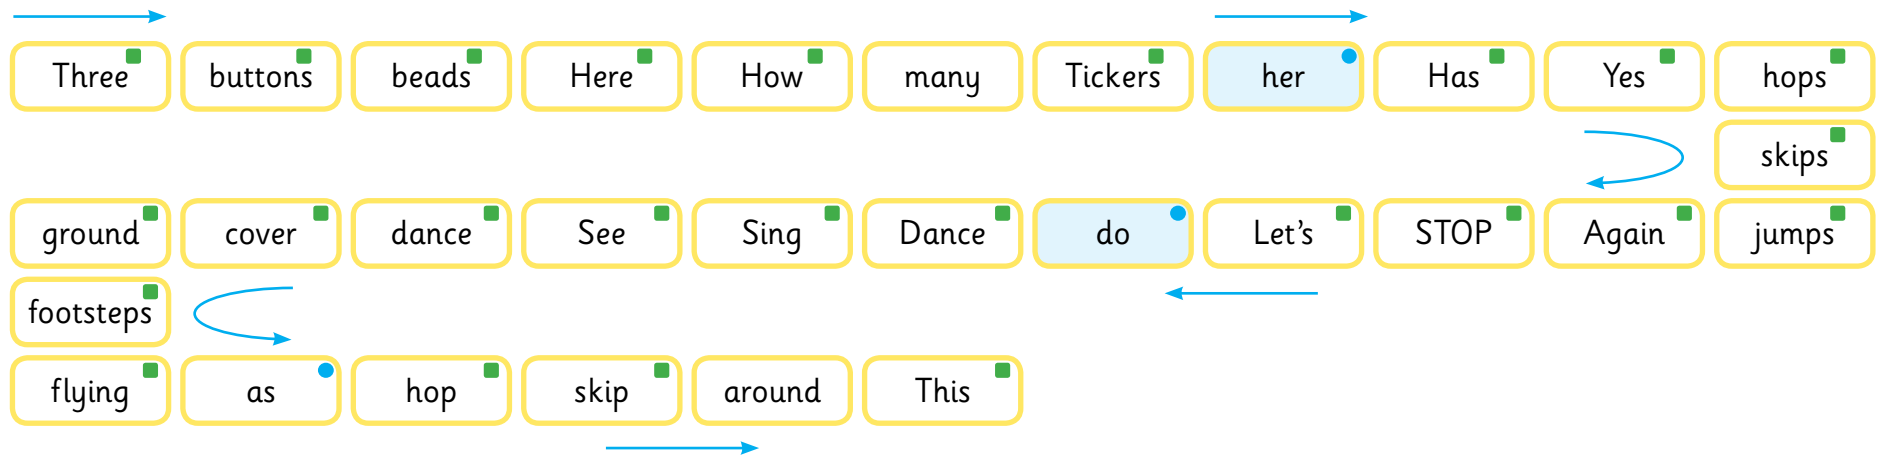 Three buttons beads Here How many Tickers her Has Yes hops
skips
jumps Again STOP Let's do Dance Sing See dance cover ground
footsteps
flying as hop skip around This